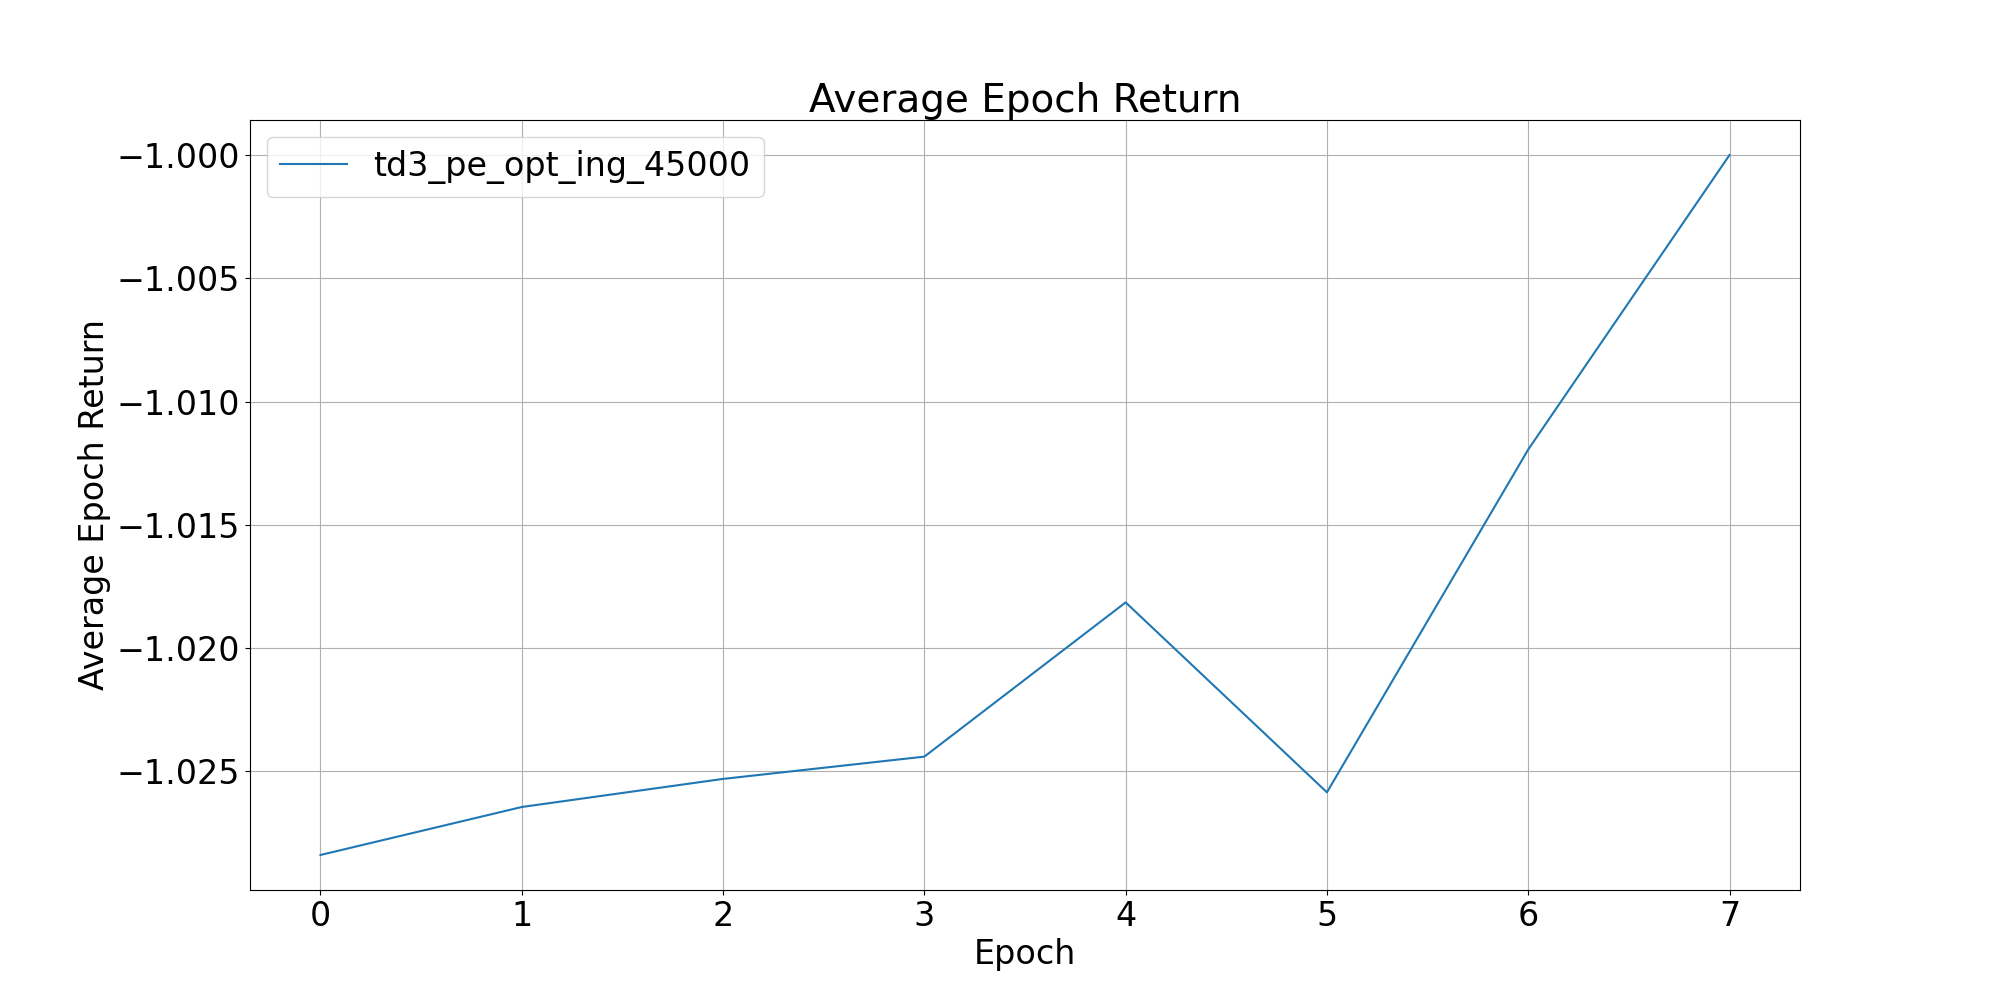 Average Epoch Return
td3_pe_opt_ing_45000
Average Epoch Return
−1.000
−1.005
−1.010
−1.015
−1.020
−1.025
0 1 2 3 4 5 6 7
Epoch